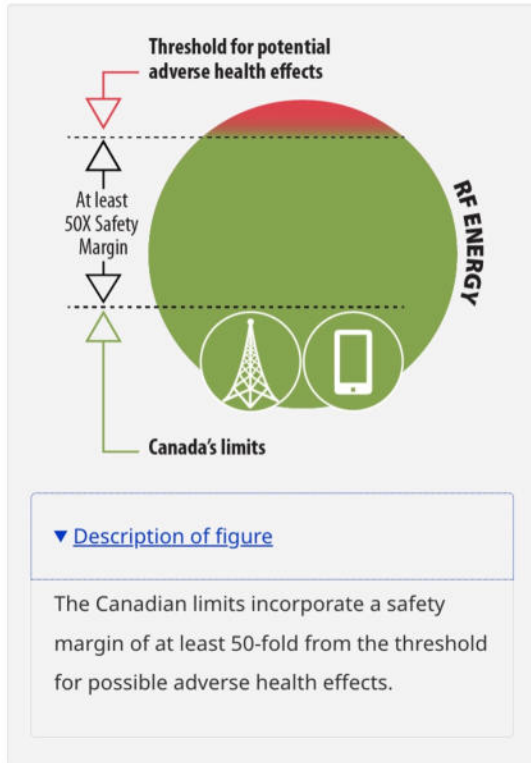 Threshold for potential
adverse health effects
At least
50X Safety
Margin
RF ENERGY
Canada's limits
▼ Description of figure
The Canadian limits incorporate a safety
margin of at least 50-fold from the threshold
for possible adverse health effects.